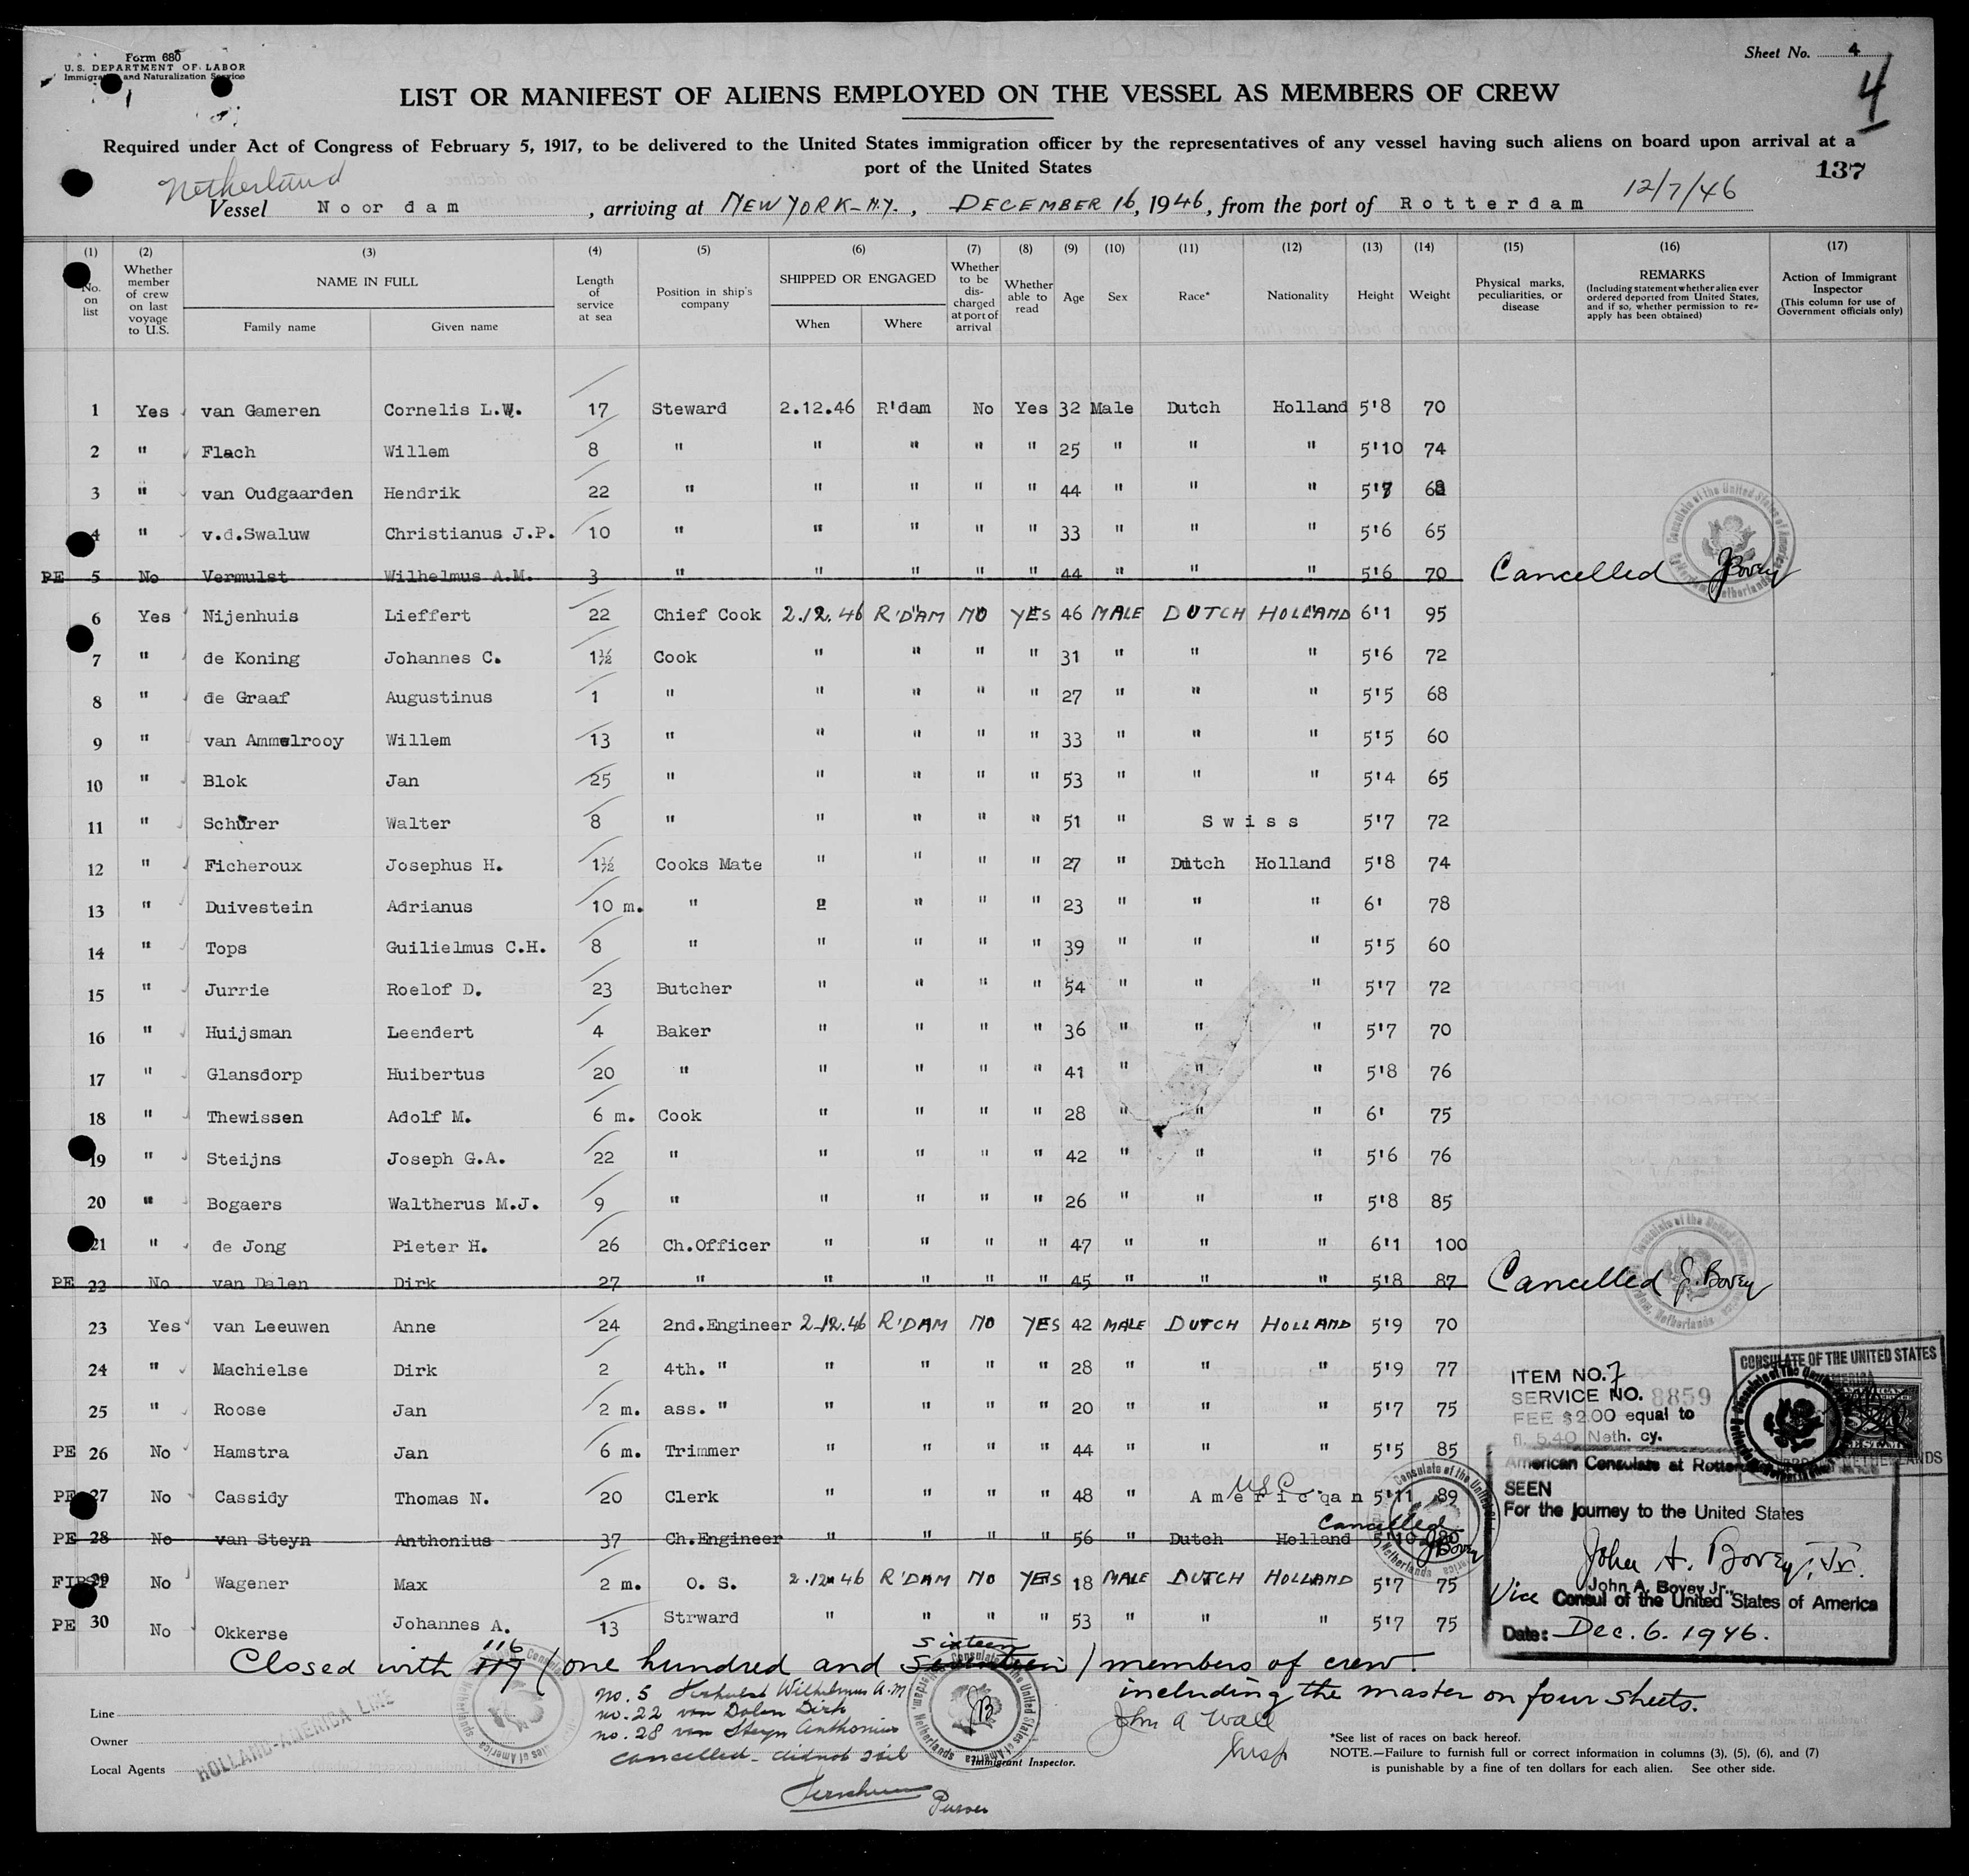 Form 680
U. S. DEPARTMENT OF LABOR
Immigration and Naturalization Service
Sheet No. 4
4
LIST OR MANIFEST OF ALIENS EMPLOYED ON THE VESSEL AS MEMBERS OF CREW
Required under Act of Congress of February 5, 1917, to be delivered to the United States immigration officer by the representatives of any vessel having such aliens on board upon arrival at a
port of the United States
137
Netherland
12/7/46
Vessel Noordam, arriving at NEW YORK-N.Y., DECEMBER 16, 1946, from the port of Rotterdam
(1) (2) (3) (4) (5) (6) (7) (8) (9) (10) (11) (12) (13) (14) (15) (16) (17)
No. on list
Whether member of crew on last voyage to U.S.
NAME IN FULL
Family name Given name
Length of service at sea
Position in ship's company
SHIPPED OR ENGAGED
When Where
Whether to be discharged at port of arrival
Whether able to read
Age Sex Race* Nationality Height Weight
Physical marks, peculiarities, or disease
REMARKS
(Including statement whether alien ever ordered deported from United States, and if so, whether permission to reapply has been obtained)
Action of Immigrant Inspector
(This column for use of Government officials only)
1 Yes van Gameren Cornelis L.W. 17 Steward 2.12.46 R'dam No Yes 32 Male Dutch Holland 5'8 70
2 " Flach Willem 8 " " " " " 25 " " " 5'10 74
3 " van Oudgaarden Hendrik 22 " " " " " 44 " " " 5'7 68
4 " v.d.Swaluw Christianus J.P. 10 " " " " " 33 " " " 5'6 65
PE 5 No Vermulst Wilhelmus A.M. 3 " " " " " 44 " " " 5'6 70 Cancelled JBovey
6 Yes Nijenhuis Lieffert 22 Chief Cook 2.12.46 R'DAM NO YES 46 MALE DUTCH HOLLAND 6'1 95
7 " de Koning Johannes C. 1½ Cook " " " " 31 " " " 5'6 72
8 " de Graaf Augustinus 1 " " " " " 27 " " " 5'5 68
9 " van Ammelrooy Willem 13 " " " " " 33 " " " 5'5 60
10 " Blok Jan 25 " " " " " 53 " " " 5'4 65
11 " Schürer Walter 8 " " " " " 51 " Swiss 5'7 72
12 " Ficheroux Josephus H. 1½ Cooks Mate " " " " 27 " Dutch Holland 5'8 74
13 " Duivestein Adrianus 10 m. " " " " " 23 " " " 6' 78
14 " Tops Guilielmus C.H. 8 " " " " " 39 " " " 5'5 60
15 " Jurrie Roelof D. 23 Butcher " " " " 54 " " " 5'7 72
16 " Huijsman Leendert 4 Baker " " " " 36 " " " 5'7 70
17 " Glansdorp Huibertus 20 " " " " " 41 " " " 5'8 76
18 " Thewissen Adolf M. 6 m. Cook " " " " 28 " " " 6' 75
19 " Steijns Joseph G.A. 22 " " " " " 42 " " " 5'6 76
20 " Bogaers Waltherus M.J. 9 " " " " " 26 " " " 5'8 85
21 " de Jong Pieter H. 26 Ch.Officer " " " " 47 " " " 6'1 100
PE 22 No van Dalen Dirk 27 " " " " " 45 " " " 5'8 87 Cancelled J. Bovey
23 Yes van Leeuwen Anne 24 2nd.Engineer 2-12.46 R'DAM NO YES 42 MALE DUTCH HOLLAND 5'9 70
24 " Machielse Dirk 2 4th. " " " " " 28 " " " 5'9 77
25 " Roose Jan 2 m. ass. " " " " " 20 " " " 5'7 75
PE 26 No Hamstra Jan 6 m. Trimmer " " " " 44 " " " 5'5 85
PE 27 No Cassidy Thomas N. 20 Clerk " " " " 48 " American 5'11 89
USC
Cancelled JBovey
PE 28 No van Steyn Anthonius 37 Ch.Engineer " " " " 56 " Dutch Holland 5'10
FIRST 29 No Wagener Max 2 m. O. S. 2.12.46 R'DAM NO YES 18 MALE DUTCH HOLLAND 5'7 75
PE 30 No Okkerse Johannes A. 13 Strward " " " " 53 " " " 5'7 75
ITEM NO. 7
SERVICE NO. 8859
FEE $2.00 equal to
fl. 5.40 Neth. cy.
CONSULATE OF THE UNITED STATES
American Consulate at Rotterdam
SEEN
For the journey to the United States
John A. Bovey, Jr.
John A. Bovey Jr.
Vice Consul of the United States of America
Date: Dec. 6. 1946.
116 sixteen
Closed with 117 (one hundred and seventeen) members of crew.
including the master on four sheets.
no. 5 Wilhelmus A.M
no. 22 van Dalen Dirk
no. 28 van Steyn Anthonius
cancelled - did not sail
Purser
John A Wall
Insp
Line
Owner
Local Agents
HOLLAND-AMERICA LINE
Immigrant Inspector.
*See list of races on back hereof.
NOTE.—Failure to furnish full or correct information in columns (3), (5), (6), and (7)
is punishable by a fine of ten dollars for each alien. See other side.